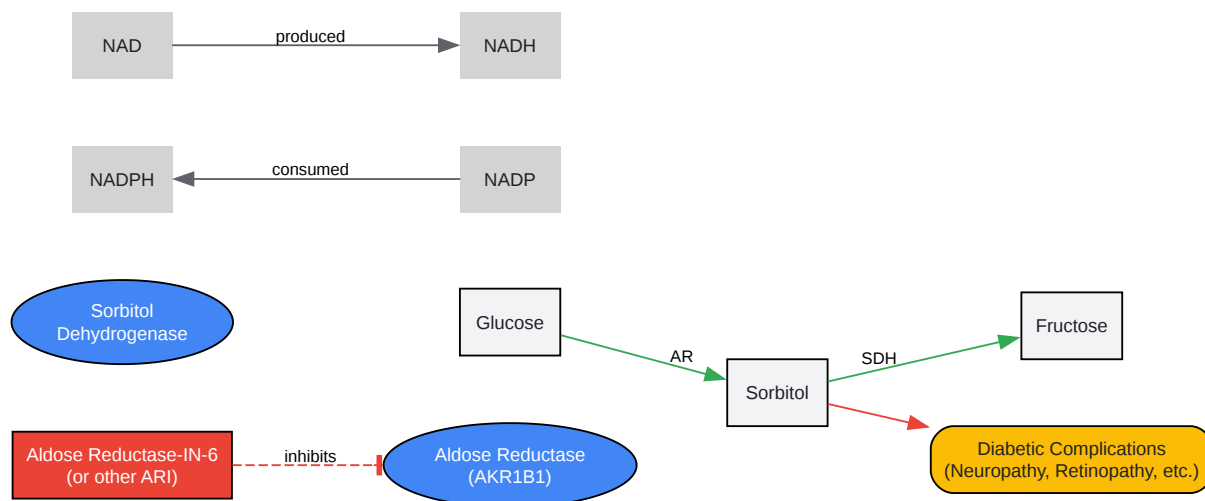 NAD
produced
NADH
NADPH
consumed
NADP
Sorbitol
Dehydrogenase
Glucose
AR
Sorbitol
SDH
Fructose
Aldose Reductase-IN-6
(or other ARI)
inhibits
Aldose Reductase
(AKR1B1)
Diabetic Complications
(Neuropathy, Retinopathy, etc.)